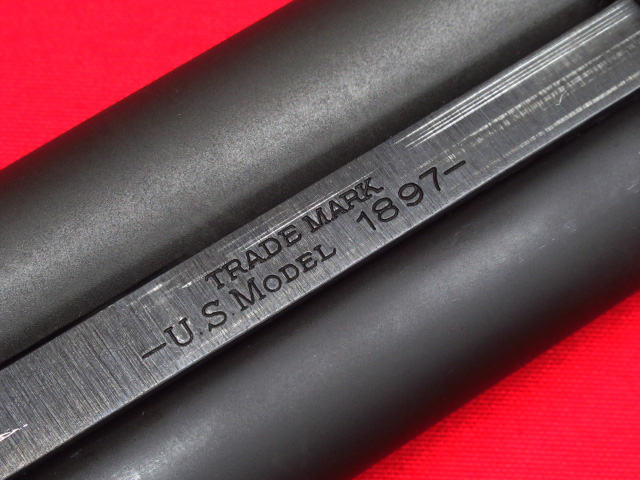 TRADE MARK
-U.S MODEL 1897-